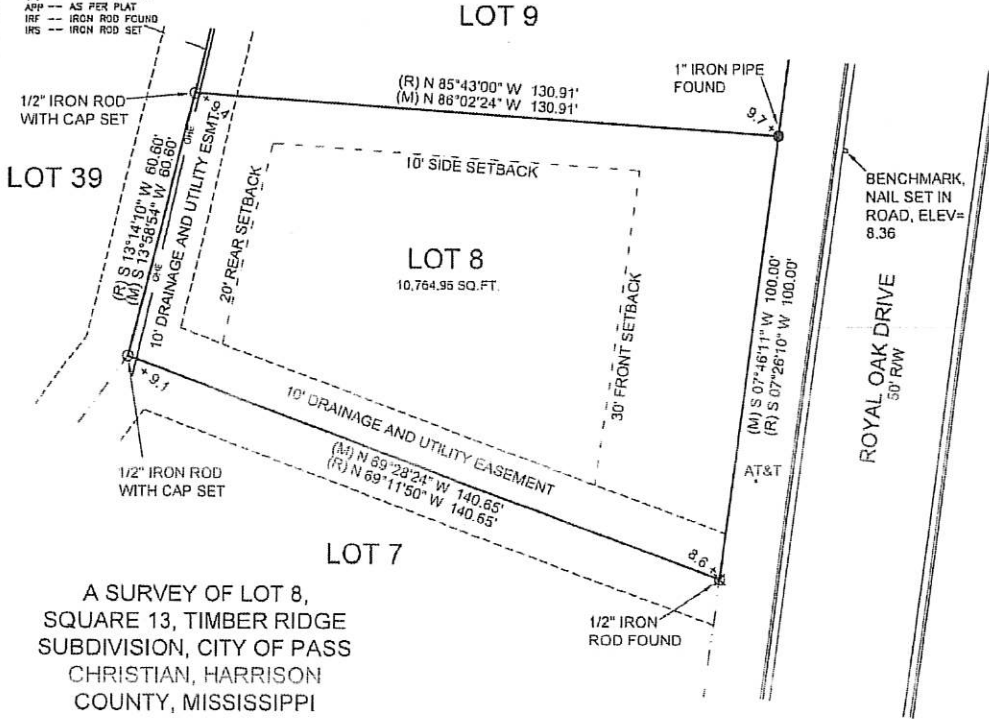 APP -- AS PER PLAT
IRF -- IRON ROD FOUND
IRS -- IRON ROD SET
LOT 9
1/2" IRON ROD
WITH CAP SET
9.4
(R) N 85°43'00" W 130.91'
(M) N 86°02'24" W 130.91'
1" IRON PIPE
FOUND
9.7
LOT 39
(R) S 13°14'10" W 60.60'
(M) S 13°58'54" W 60.60'
OHE
OHE
10' DRAINAGE AND UTILITY ESMT.
20' REAR SETBACK
10' SIDE SETBACK
LOT 8
10,764.95 SQ.FT.
30' FRONT SETBACK
(M) S 07°46'11" W 100.00'
(R) S 07°26'10" W 100.00'
BENCHMARK,
NAIL SET IN
ROAD, ELEV=
8.36
ROYAL OAK DRIVE
50' R/W
AT&T
9.1
1/2" IRON ROD
WITH CAP SET
10' DRAINAGE AND UTILITY EASEMENT
(M) N 69°28'24" W 140.65'
(R) N 69°11'50" W 140.65'
8.6
1/2" IRON
ROD FOUND
LOT 7
A SURVEY OF LOT 8,
SQUARE 13, TIMBER RIDGE
SUBDIVISION, CITY OF PASS
CHRISTIAN, HARRISON
COUNTY, MISSISSIPPI